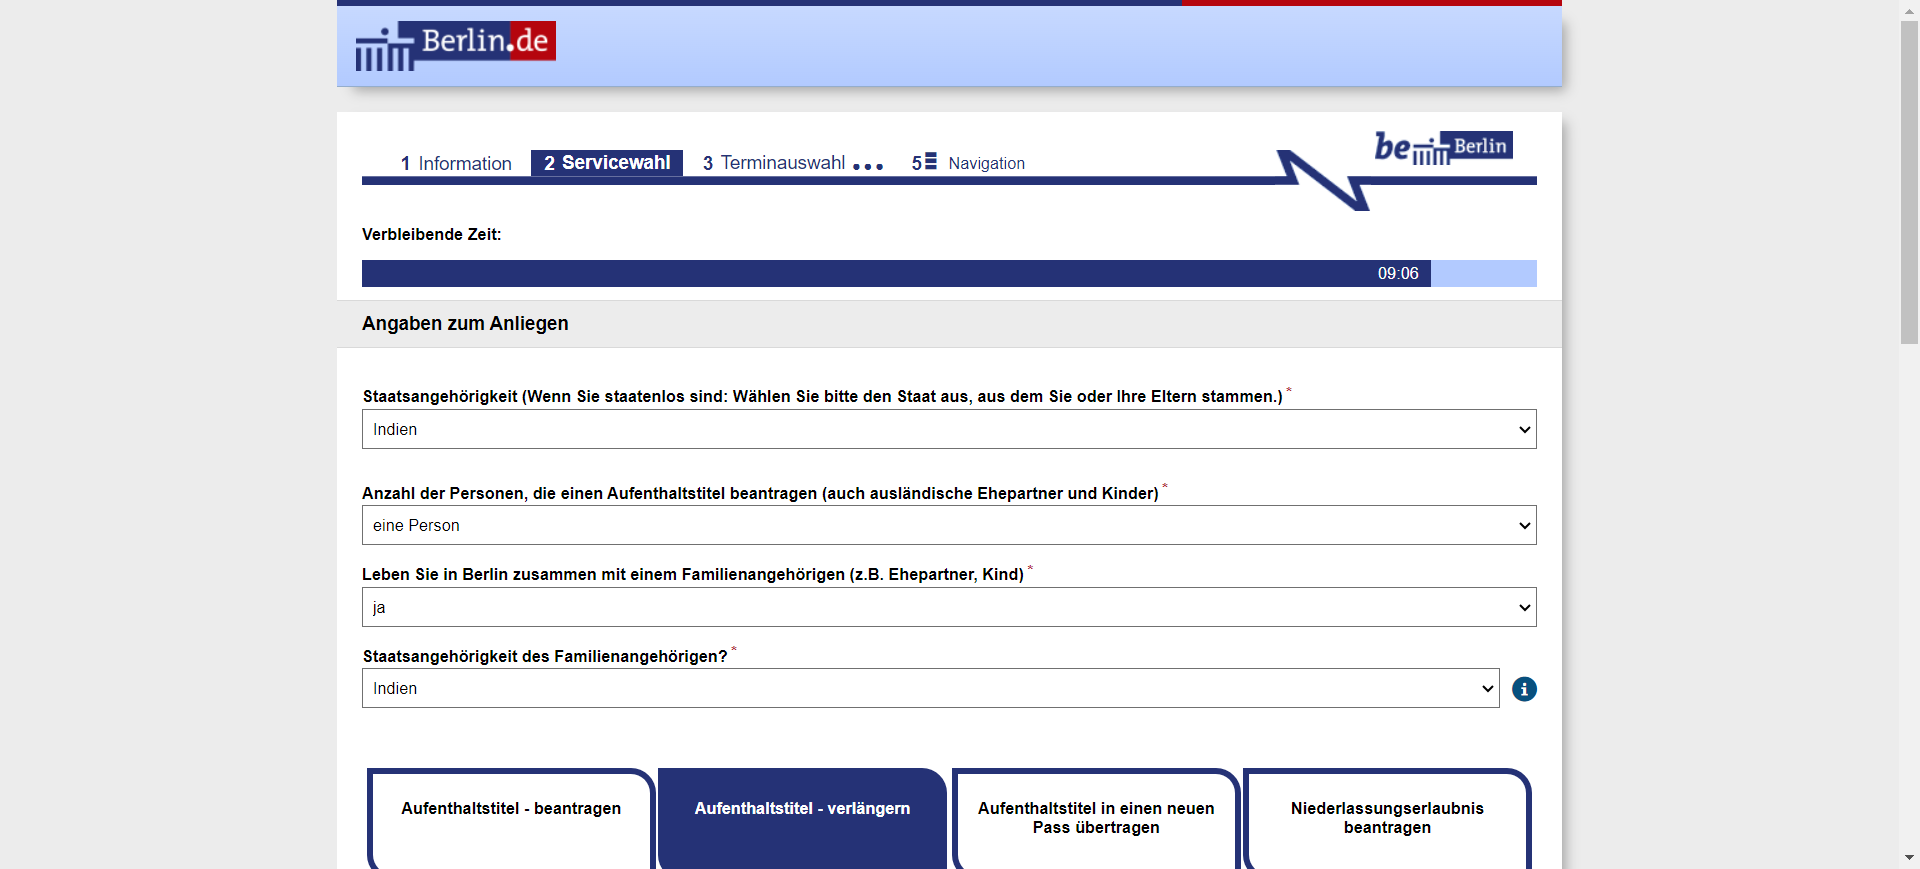 Berlin.de
be Berlin
1 Information 2 Servicewahl 3 Terminauswahl ... 5 Navigation
Verbleibende Zeit:
09:06
Angaben zum Anliegen
Staatsangehörigkeit (Wenn Sie staatenlos sind: Wählen Sie bitte den Staat aus, aus dem Sie oder Ihre Eltern stammen.) *
Indien
Anzahl der Personen, die einen Aufenthaltstitel beantragen (auch ausländische Ehepartner und Kinder) *
eine Person
Leben Sie in Berlin zusammen mit einem Familienangehörigen (z.B. Ehepartner, Kind) *
ja
Staatsangehörigkeit des Familienangehörigen? *
Indien
Aufenthaltstitel - beantragen
Aufenthaltstitel - verlängern
Aufenthaltstitel in einen neuen
Pass übertragen
Niederlassungserlaubnis
beantragen